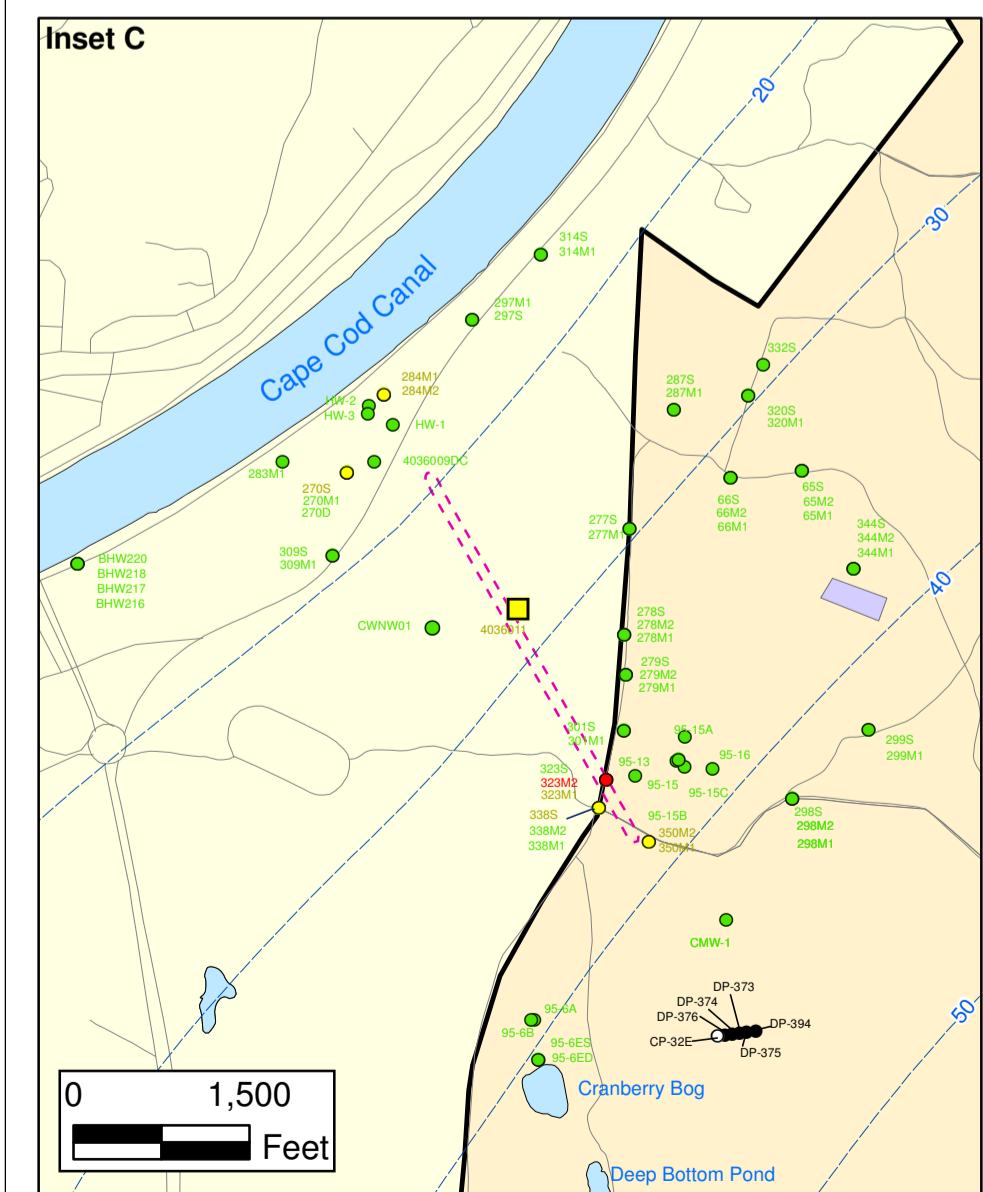 Inset C
20
30
314S
314M1
Cape Cod Canal
297M1
297S
332S
284M1
284M2
287S
287M1
HW-2
HW-3
HW-1
320S
320M1
283M1
4036009DC
270S
270M1
270D
66S
66M2
66M1
65S
65M2
65M1
277S
277M1
344S
344M2
344M1
309S
309M1
BHW220
BHW218
BHW217
BHW216
40
CWNW01
4036011
278S
278M2
278M1
279S
279M2
279M1
301S
301M1
95-15A
299S
299M1
323S
323M2
323M1
95-13
95-15
95-16
95-15C
338S
338M2
338M1
95-15B
350M2
350M1
298S
298M2
298M1
CMW-1
DP-373
DP-374
DP-376
DP-394
CP-32E
DP-375
50
95-6A
95-6B
95-6ES
95-6ED
Cranberry Bog
Deep Bottom Pond
0 1,500
Feet